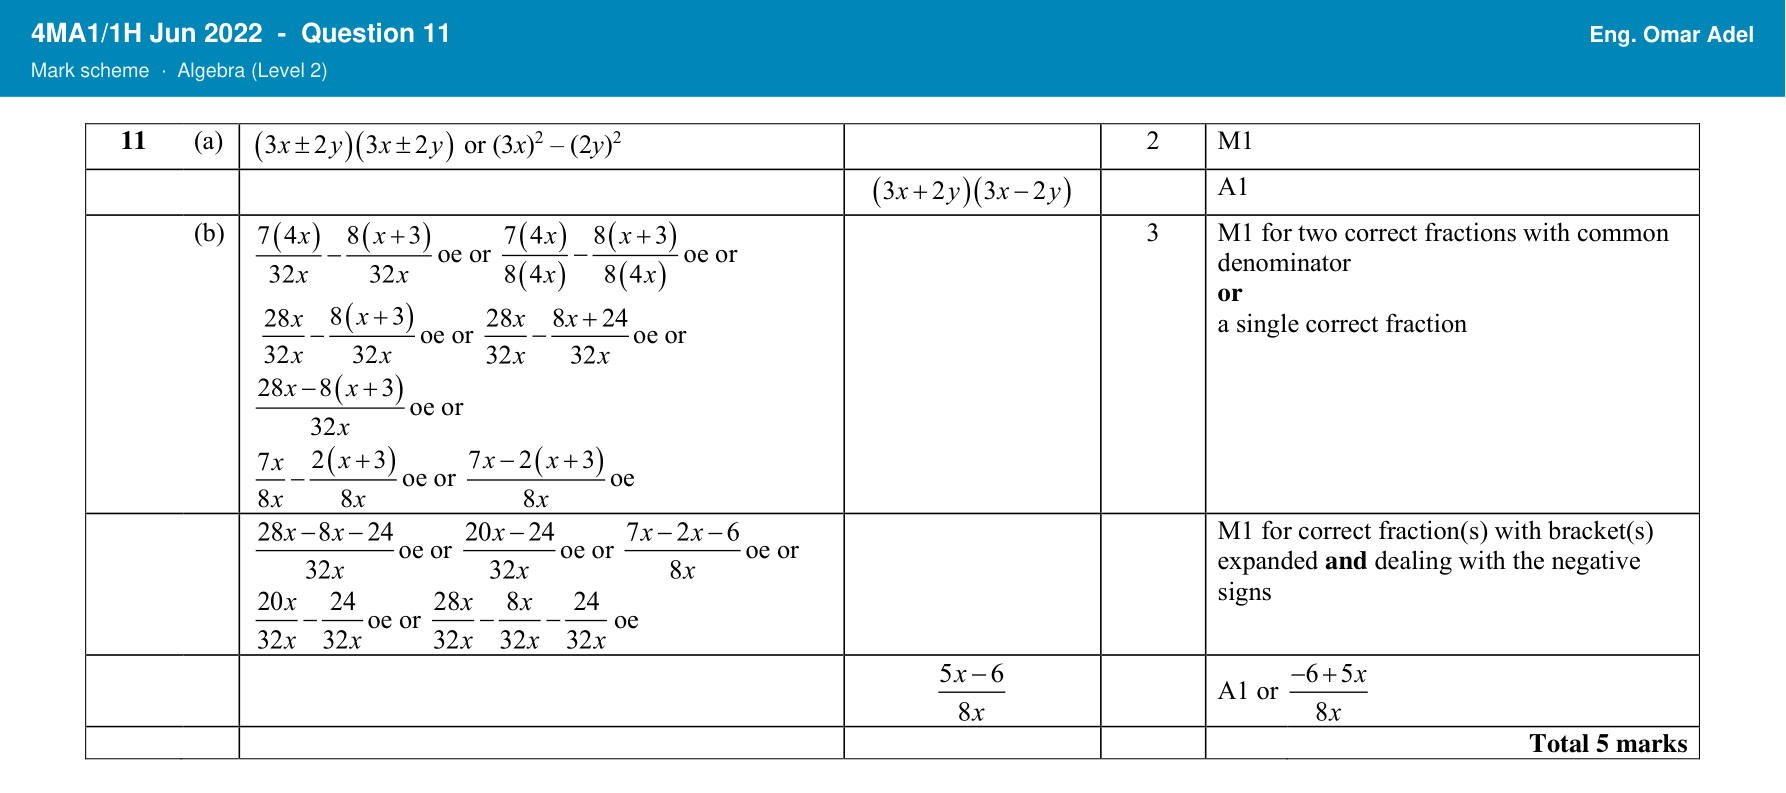 4MA1/1H Jun 2022 - Question 11
Eng. Omar Adel
Mark scheme · Algebra (Level 2)
11 (a) (3x ± 2y)(3x ± 2y) or (3x)² – (2y)² 2 M1
(3x + 2y)(3x − 2y) A1
(b) 7(4x)/32x − 8(x+3)/32x oe or 7(4x)/8(4x) − 8(x+3)/8(4x) oe or 3 M1 for two correct fractions with common
denominator
or
28x/32x − 8(x+3)/32x oe or 28x/32x − 8x+24/32x oe or a single correct fraction
28x−8(x+3)/32x oe or
7x/8x − 2(x+3)/8x oe or 7x−2(x+3)/8x oe
28x−8x−24/32x oe or 20x−24/32x oe or 7x−2x−6/8x oe or M1 for correct fraction(s) with bracket(s)
expanded and dealing with the negative
signs
20x/32x − 24/32x oe or 28x/32x − 8x/32x − 24/32x oe
5x−6/8x A1 or −6+5x/8x
Total 5 marks